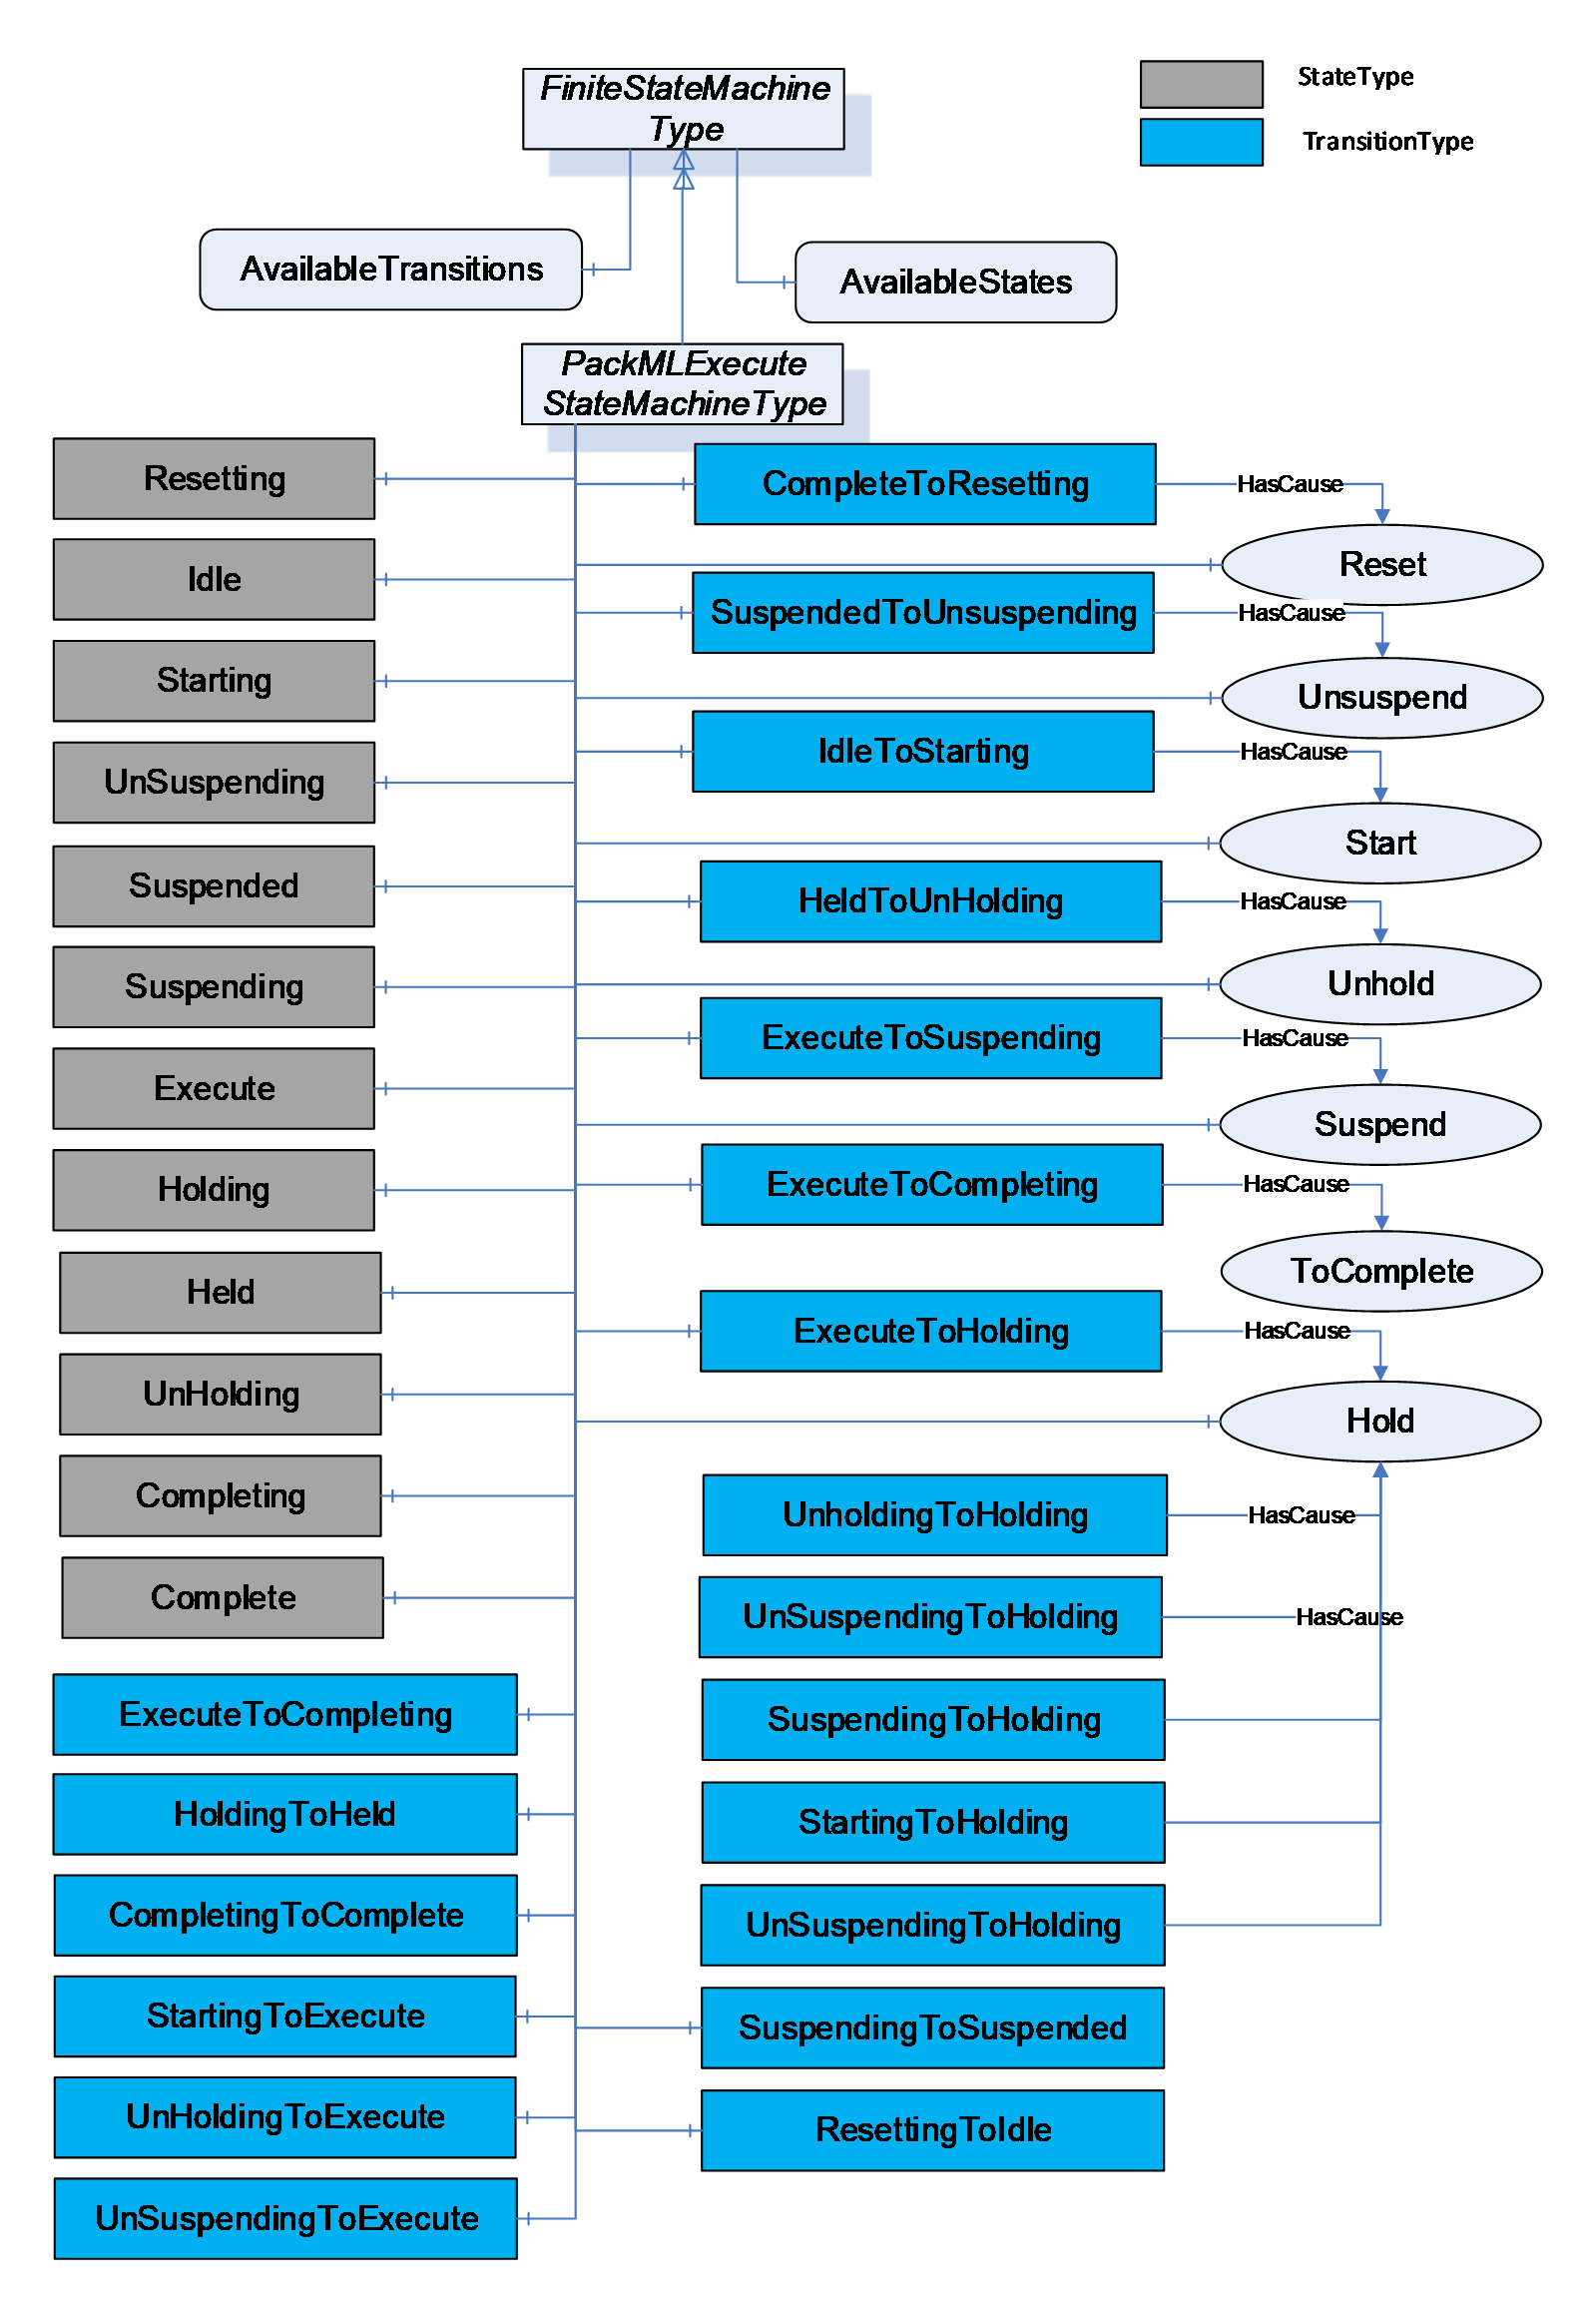 FiniteStateMachine
Type
StateType
TransitionType
AvailableTransitions
AvailableStates
PackMLExecute
StateMachineType
Resetting
Idle
Starting
UnSuspending
Suspended
Suspending
Execute
Holding
Held
UnHolding
Completing
Complete
ExecuteToCompleting
HoldingToHeld
CompletingToComplete
StartingToExecute
UnHoldingToExecute
UnSuspendingToExecute
CompleteToResetting
HasCause
Reset
SuspendedToUnsuspending
HasCause
Unsuspend
IdleToStarting
HasCause
Start
HeldToUnHolding
HasCause
Unhold
ExecuteToSuspending
HasCause
Suspend
ExecuteToCompleting
HasCause
ToComplete
ExecuteToHolding
HasCause
Hold
UnholdingToHolding
HasCause
UnSuspendingToHolding
HasCause
SuspendingToHolding
StartingToHolding
UnSuspendingToHolding
SuspendingToSuspended
ResettingToIdle